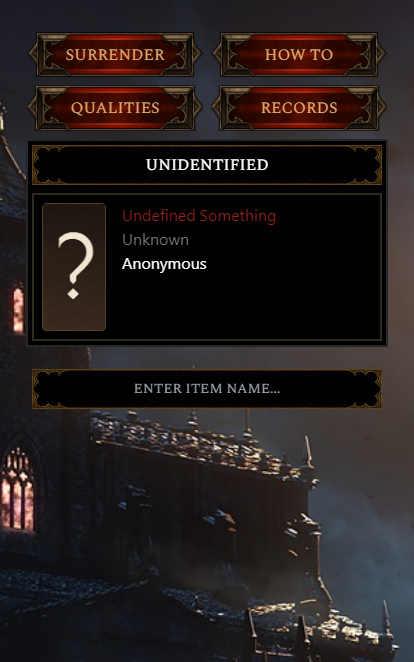 SURRENDER
HOW TO
QUALITIES
RECORDS
UNIDENTIFIED
?
Undefined Something
Unknown
Anonymous
ENTER ITEM NAME...